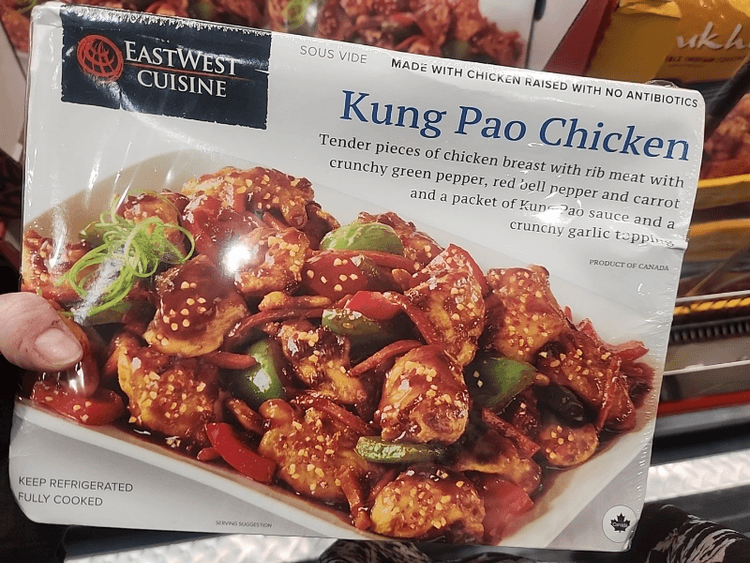 EASTWEST
CUISINE
SOUS VIDE
MADE WITH CHICKEN RAISED WITH NO ANTIBIOTICS
Kung Pao Chicken
Tender pieces of chicken breast with rib meat with
crunchy green pepper, red bell pepper and carrot
and a packet of Kung Pao sauce and a
crunchy garlic topping
PRODUCT OF CANADA
KEEP REFRIGERATED
FULLY COOKED
SERVING SUGGESTION